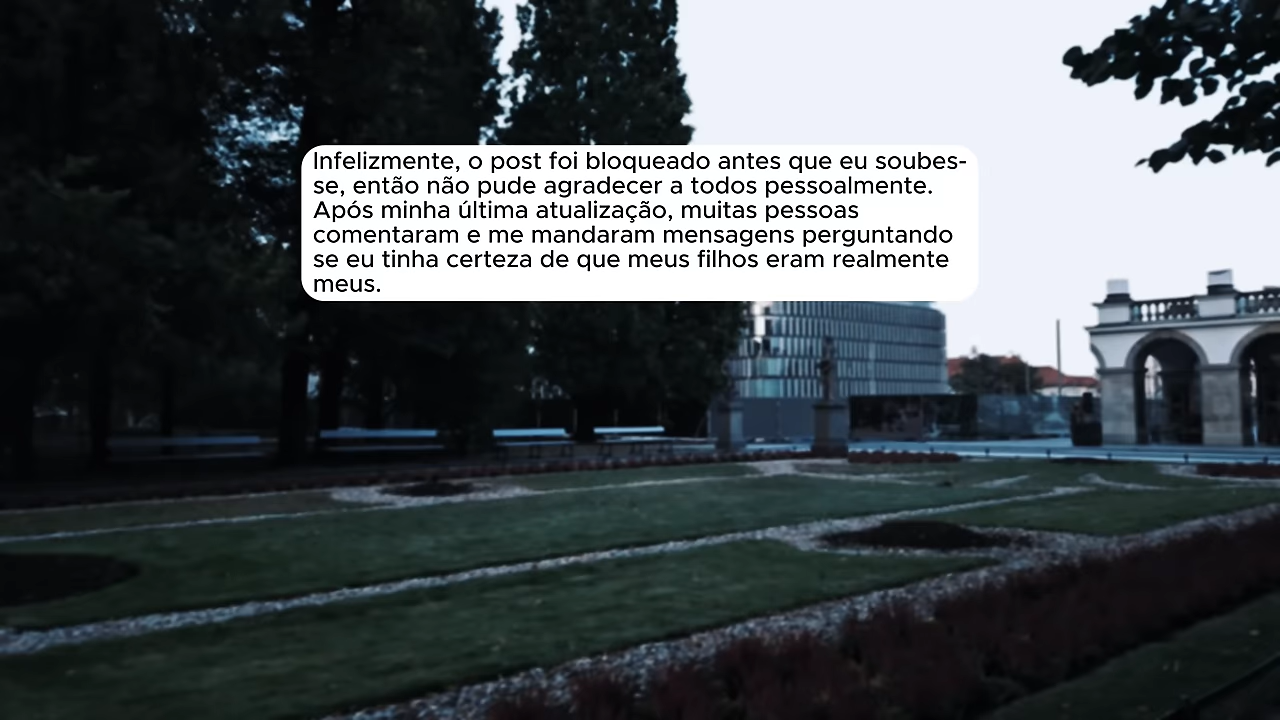 Infelizmente, o post foi bloqueado antes que eu soubes-
se, então não pude agradecer a todos pessoalmente.
Após minha última atualização, muitas pessoas
comentaram e me mandaram mensagens perguntando
se eu tinha certeza de que meus filhos eram realmente
meus.